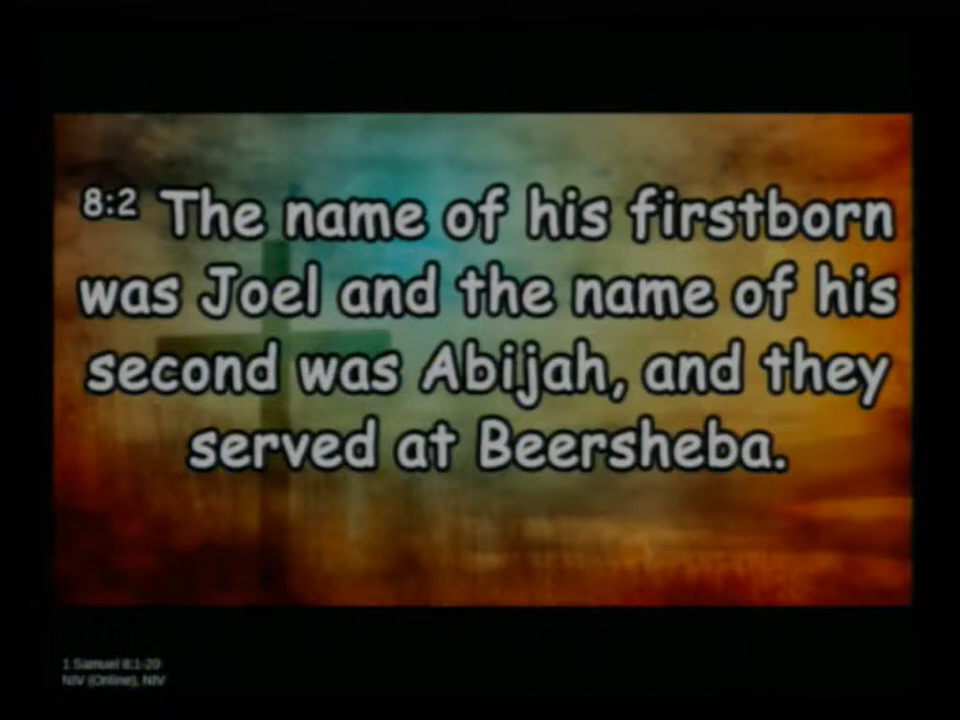 8:2 The name of his firstborn
was Joel and the name of his
second was Abijah, and they
served at Beersheba.
1 Samuel 8:1-20
NIV (Online), NIV